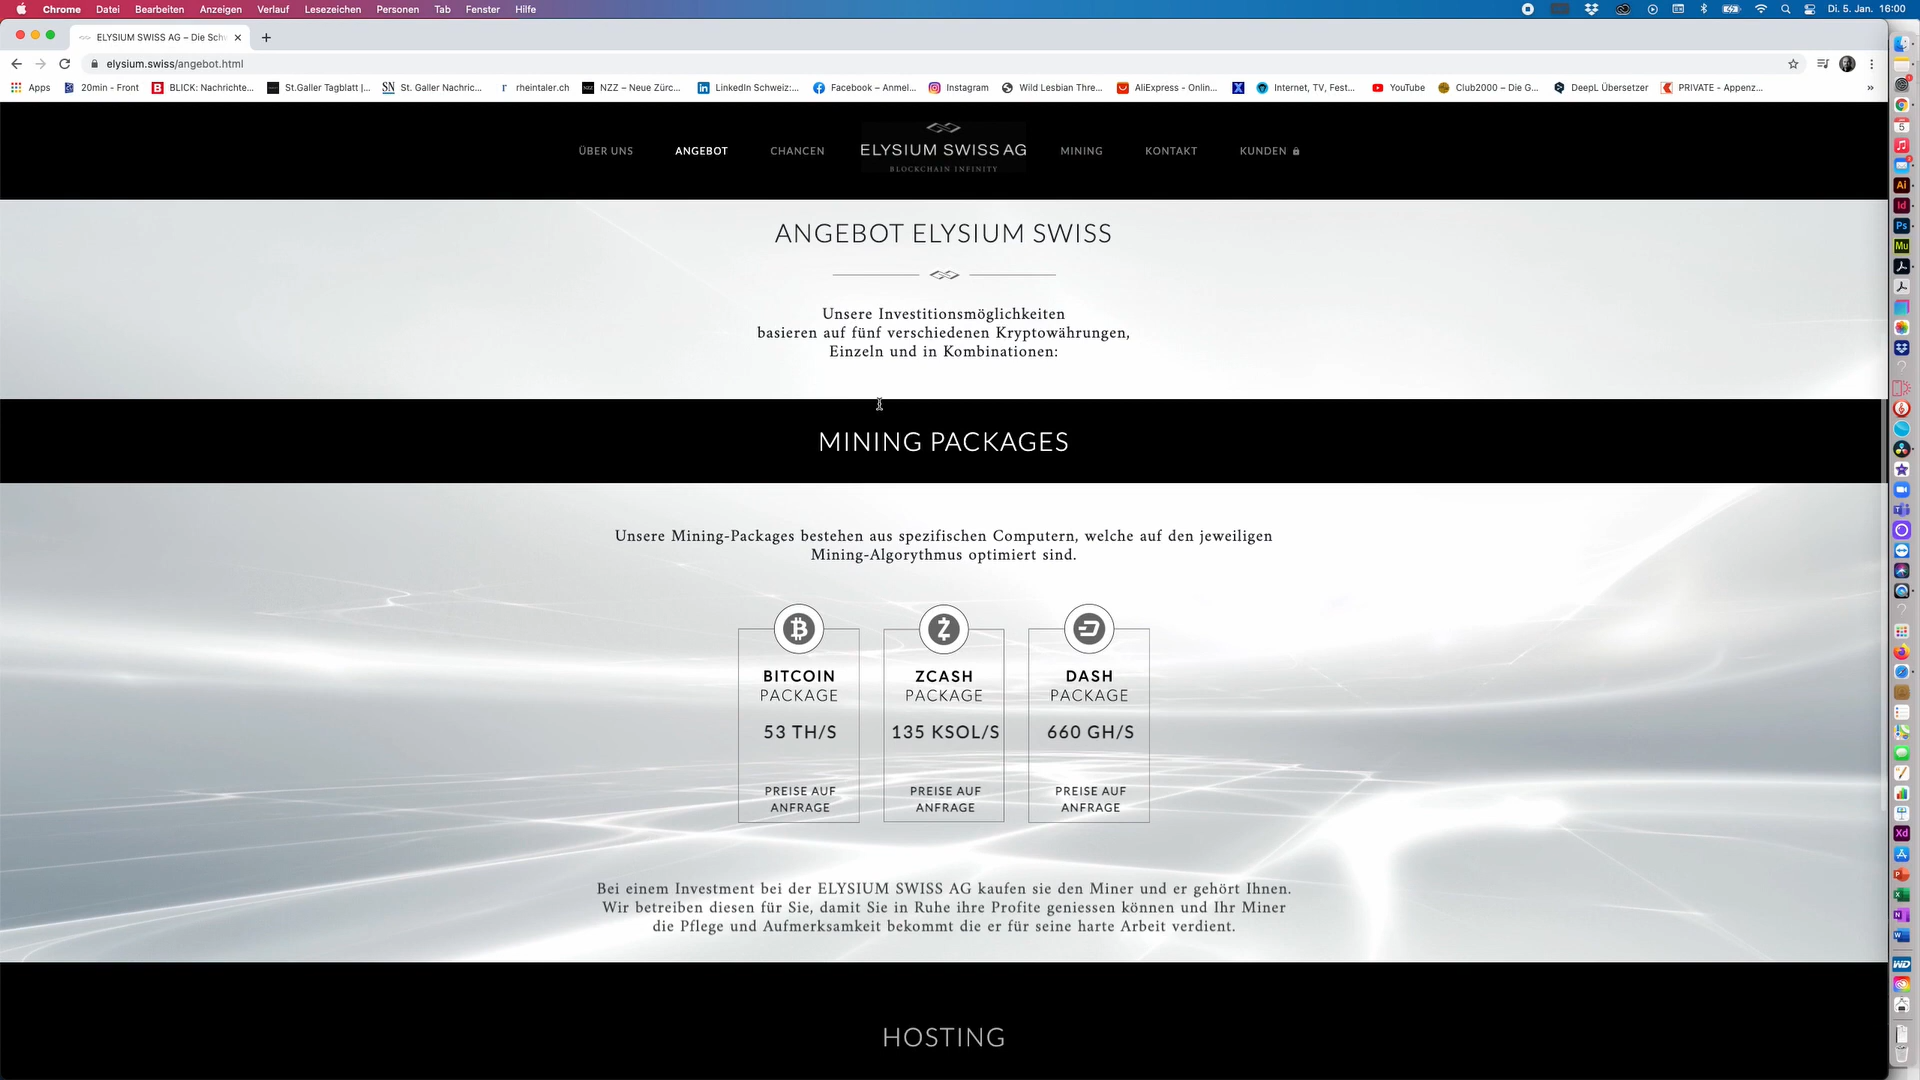 Chrome Datei Bearbeiten Anzeigen Verlauf Lesezeichen Personen Tab Fenster Hilfe Di. 5. Jan. 16:00
ELYSIUM SWISS AG – Die Sch
elysium.swiss/angebot.html
Apps 20min - Front BLICK: Nachrichte... St.Galler Tagblatt |... St. Galler Nachric... rheintaler.ch NZZ – Neue Zürc... LinkedIn Schweiz:... Facebook – Anmel... Instagram Wild Lesbian Thre... AliExpress - Onlin... Internet, TV, Fest... YouTube Club2000 – Die G... DeepL Übersetzer PRIVATE - Appenz... »
ÜBER UNS ANGEBOT CHANCEN ELYSIUM SWISS AG MINING KONTAKT KUNDEN
BLOCKCHAIN INFINITY
ANGEBOT ELYSIUM SWISS
Unsere Investitionsmöglichkeiten
basieren auf fünf verschiedenen Kryptowährungen,
Einzeln und in Kombinationen:
MINING PACKAGES
Unsere Mining-Packages bestehen aus spezifischen Computern, welche auf den jeweiligen
Mining-Algorythmus optimiert sind.
BITCOIN
PACKAGE
53 TH/S
PREISE AUF
ANFRAGE
ZCASH
PACKAGE
135 KSOL/S
PREISE AUF
ANFRAGE
DASH
PACKAGE
660 GH/S
PREISE AUF
ANFRAGE
Bei einem Investment bei der ELYSIUM SWISS AG kaufen sie den Miner und er gehört Ihnen.
Wir betreiben diesen für Sie, damit Sie in Ruhe ihre Profite geniessen können und Ihr Miner
die Pflege und Aufmerksamkeit bekommt die er für seine harte Arbeit verdient.
HOSTING
5
Ai
Id
Ps
Mu
Xd
WD